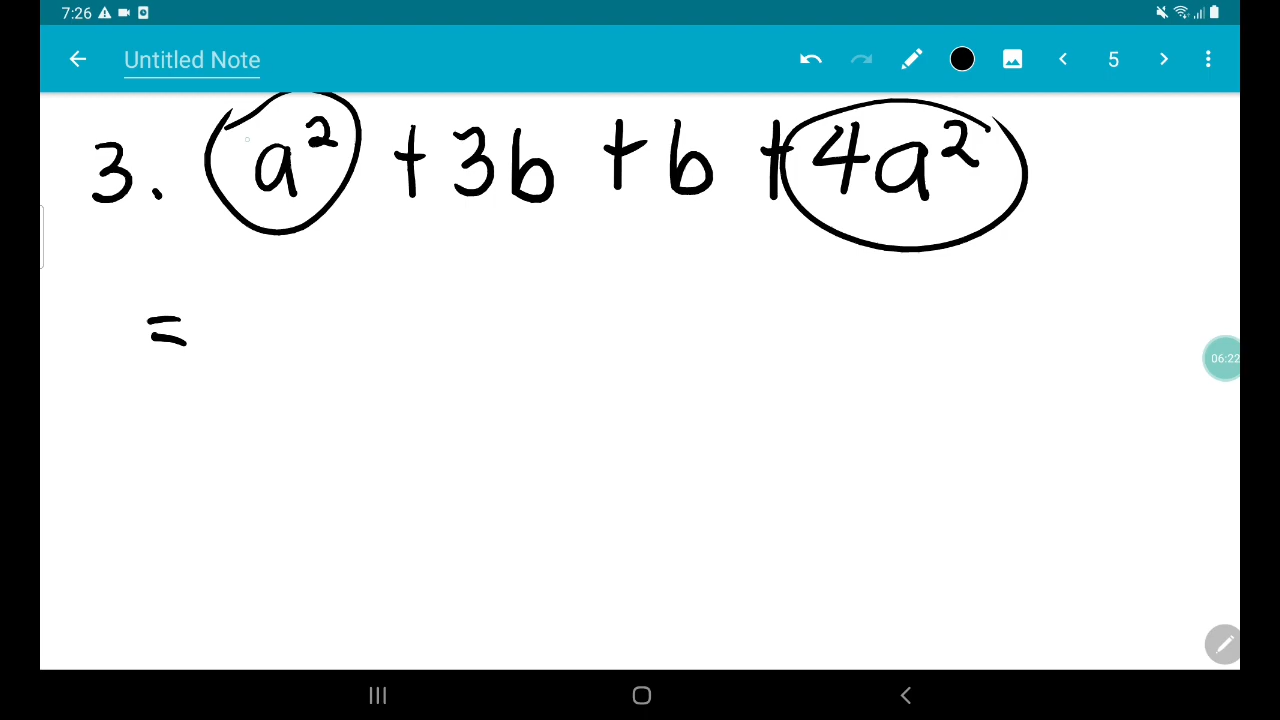 7:26
Untitled Note
5
3. a² + 3b + b + 4a²
=
06:22